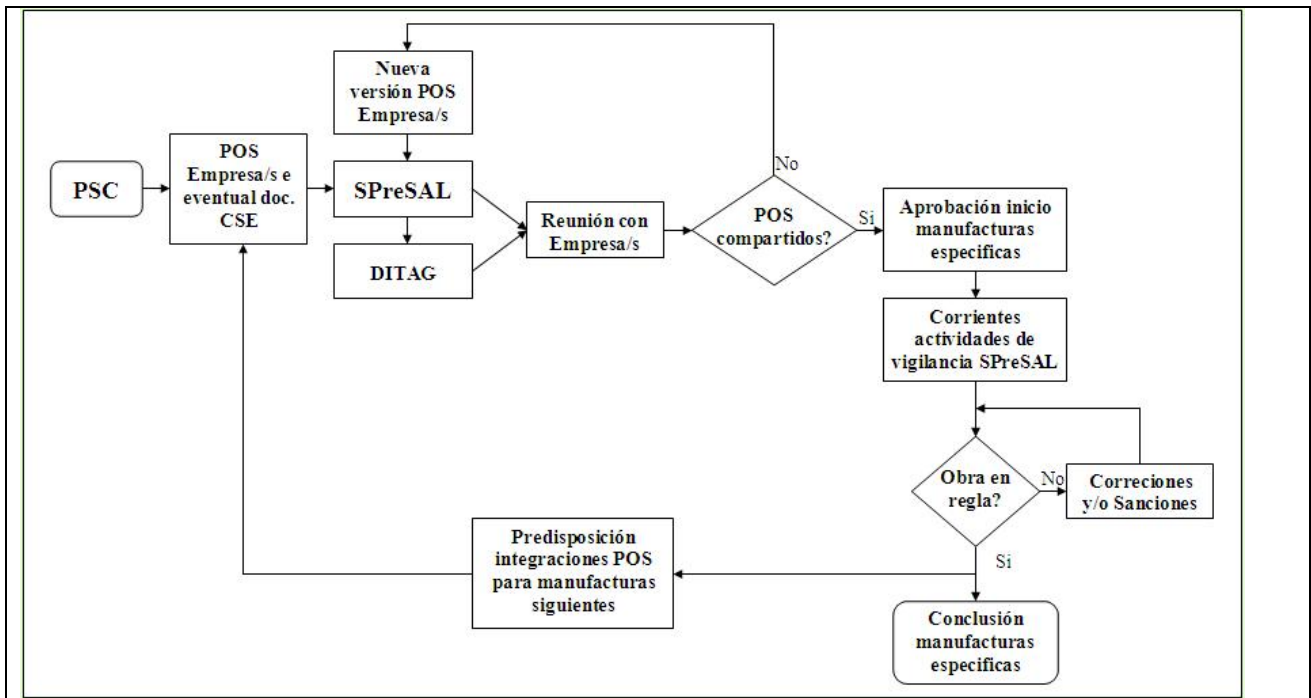 Nueva
versión POS
Empresa/s
No
PSC
POS
Empresa/s e
eventual doc.
CSE
SPreSAL
DITAG
Reunión con
Empresa/s
POS
compartidos?
Si
Aprobación inicio
manufacturas
especificas
Corrientes
actividades de
vigilancia SPreSAL
Obra en
regla?
No
Correciones
y/o Sanciones
Si
Predisposición
integraciones POS
para manufacturas
siguientes
Conclusión
manufacturas
especificas